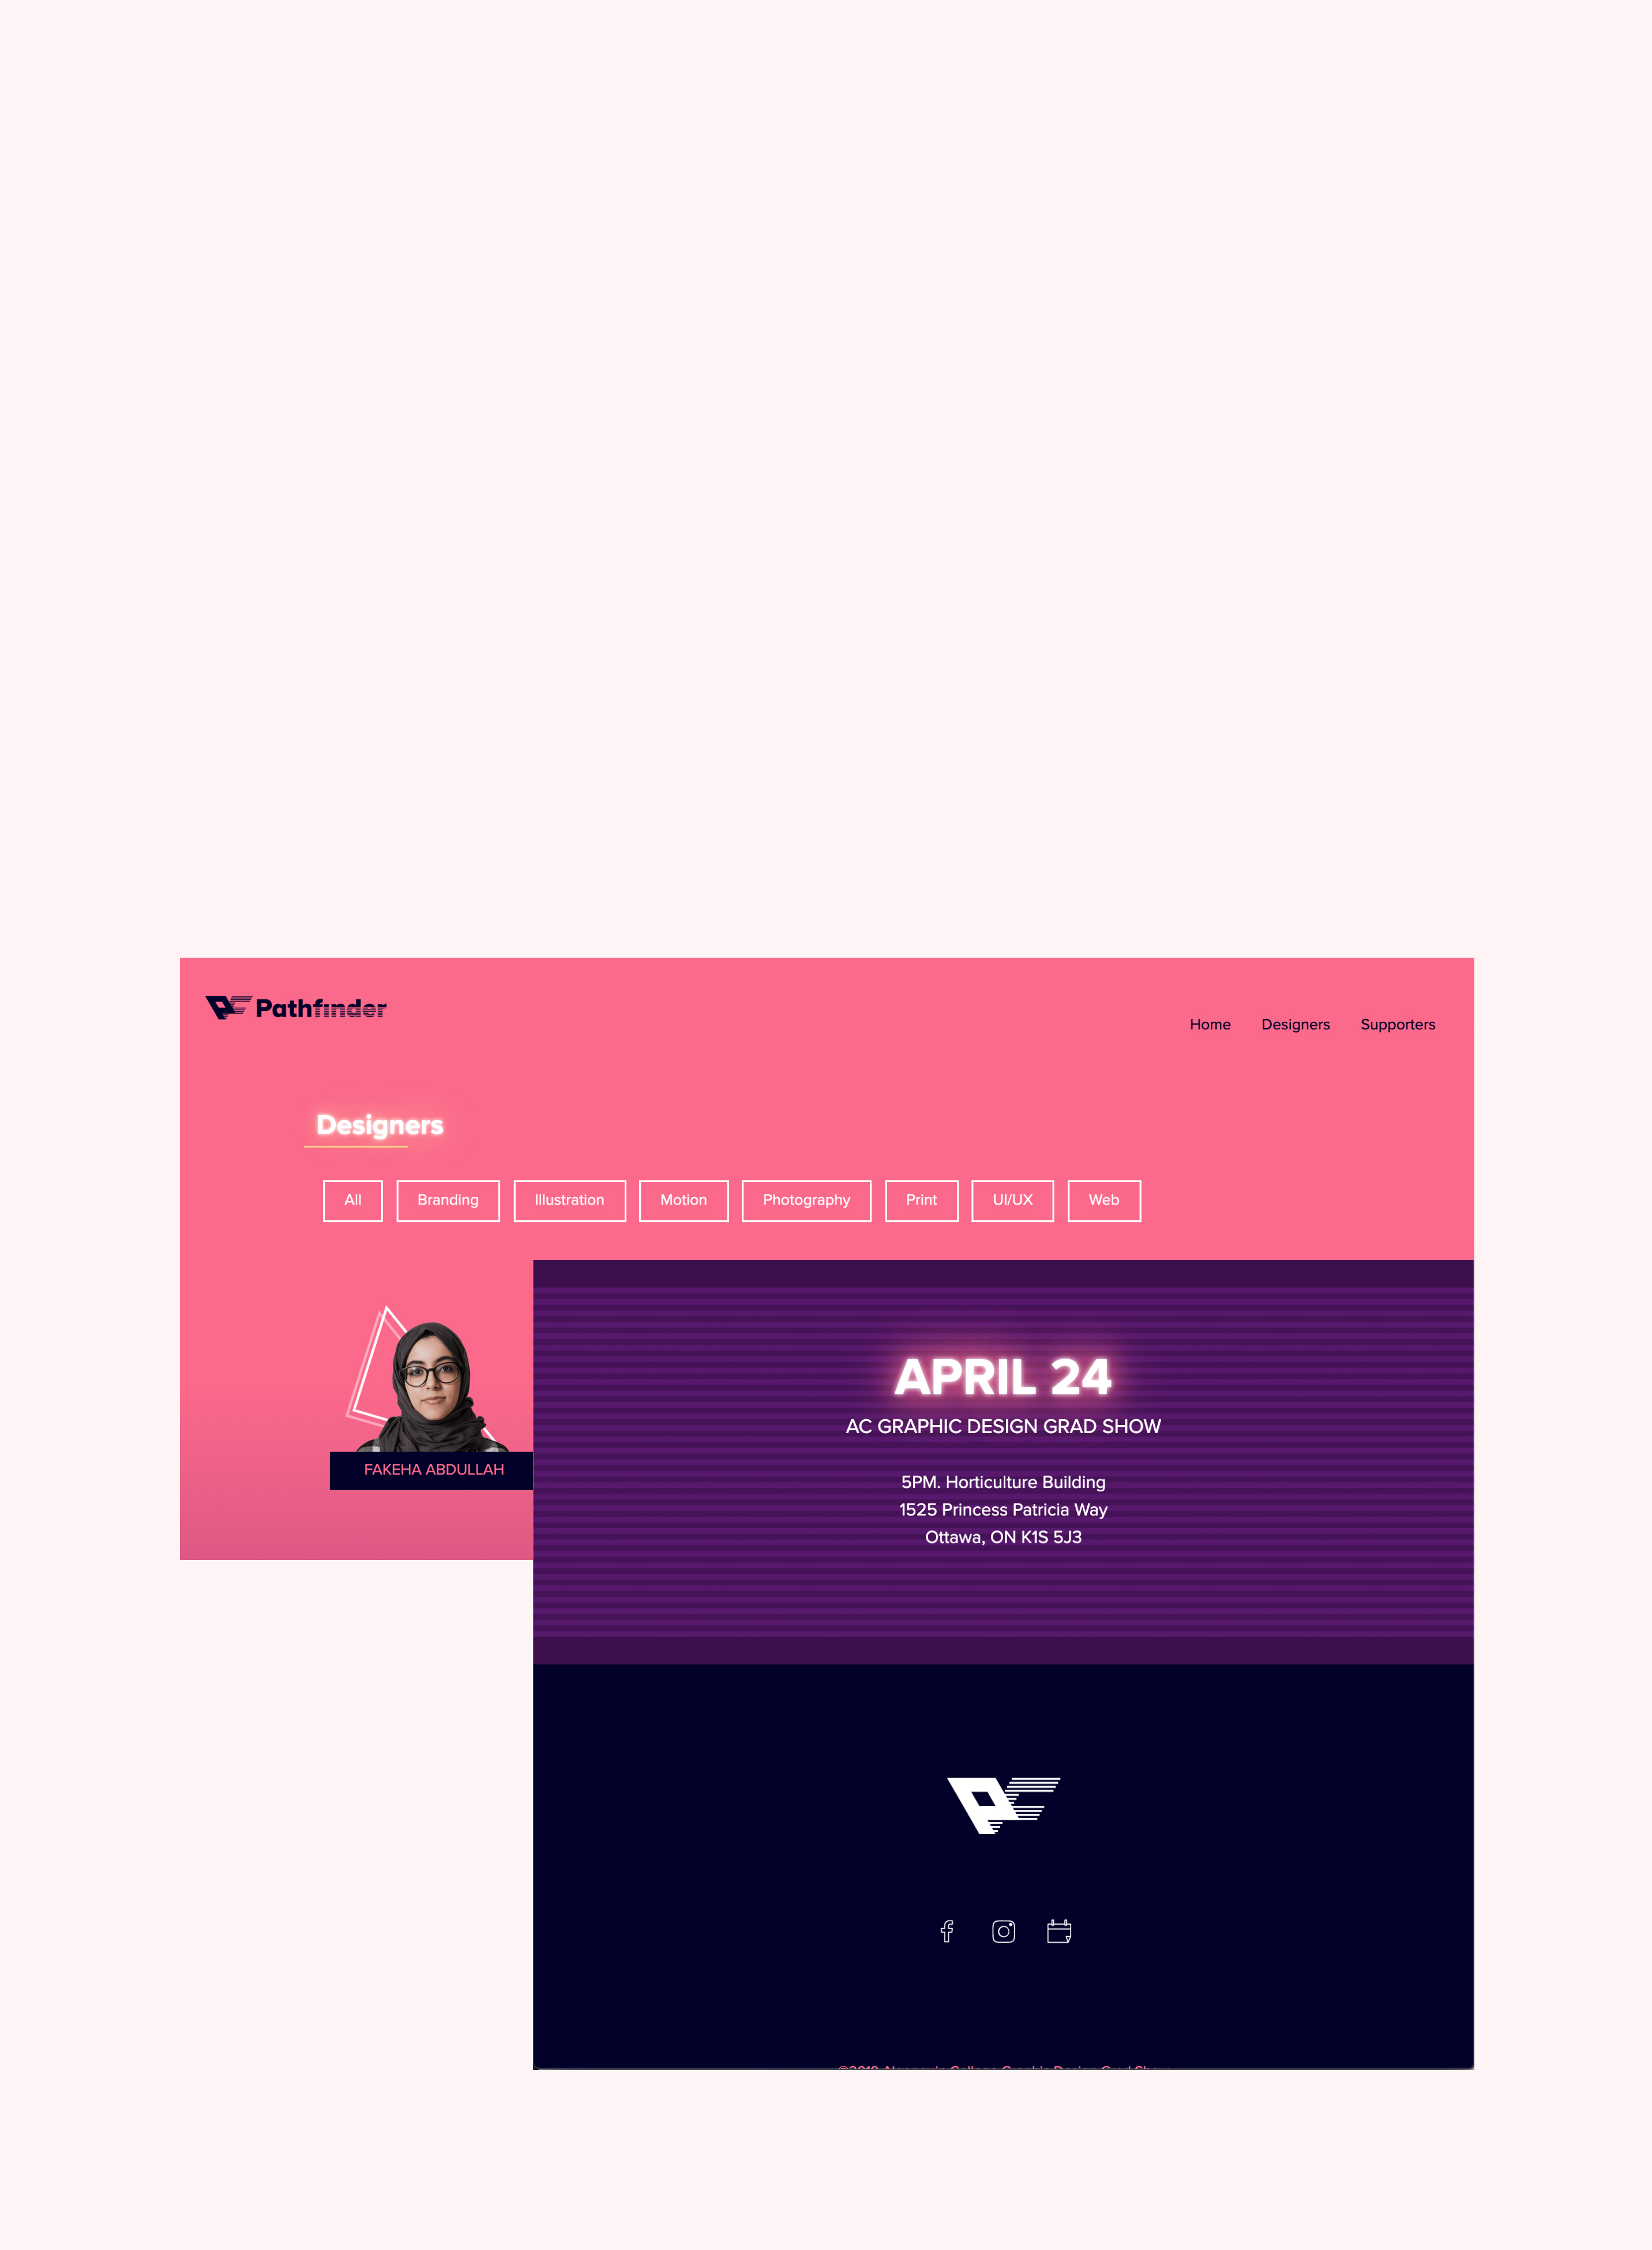 Pathfinder
Home Designers Supporters
Designers
All Branding Illustration Motion Photography Print UI/UX Web
FAKEHA ABDULLAH
APRIL 24
AC GRAPHIC DESIGN GRAD SHOW
5PM. Horticulture Building
1525 Princess Patricia Way
Ottawa, ON K1S 5J3